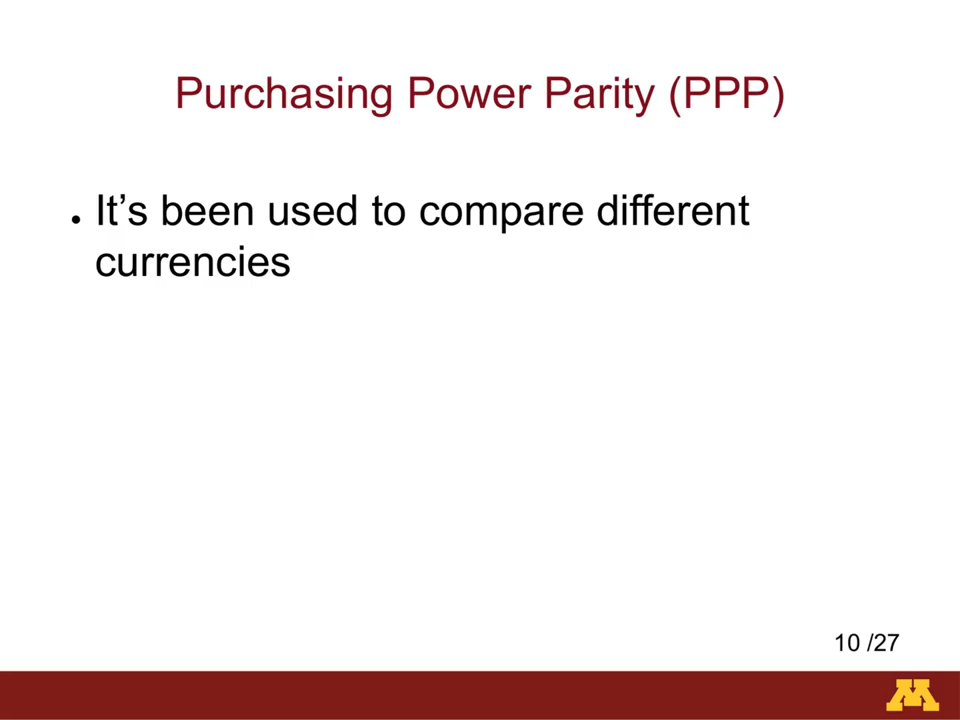 Purchasing Power Parity (PPP)
• It’s been used to compare different
currencies
10 /27
M